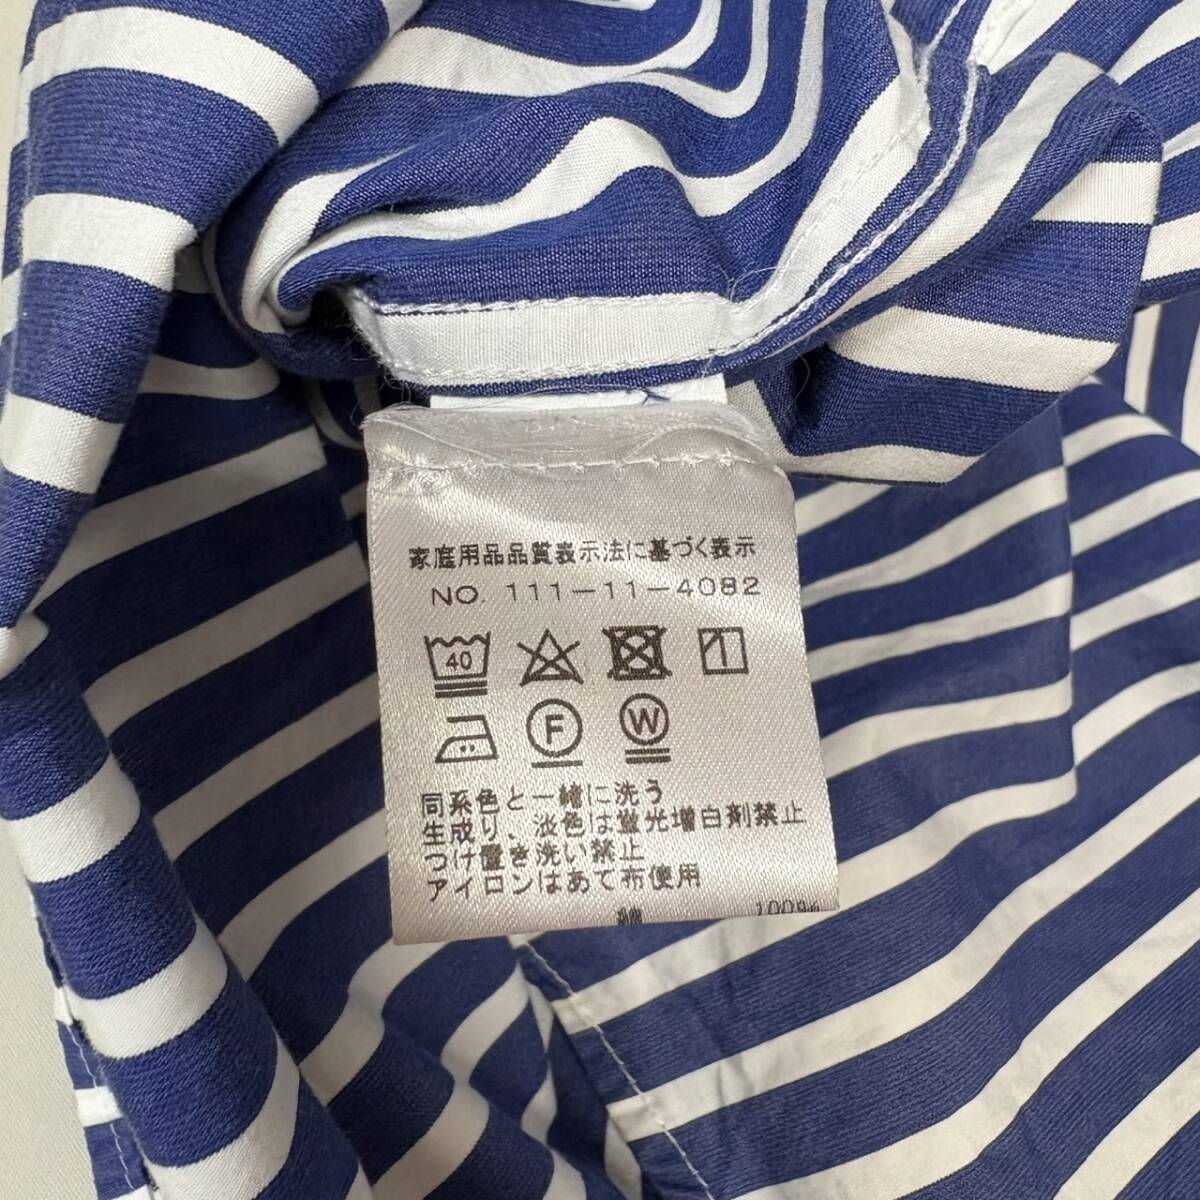 家庭用品品質表示法に基づく表示
NO. 111-11-4082
40
F W
同系色と一緒に洗う
生成り、淡色は蛍光増白剤禁止
つけ置き洗い禁止
アイロンはあて布使用
綿 100%